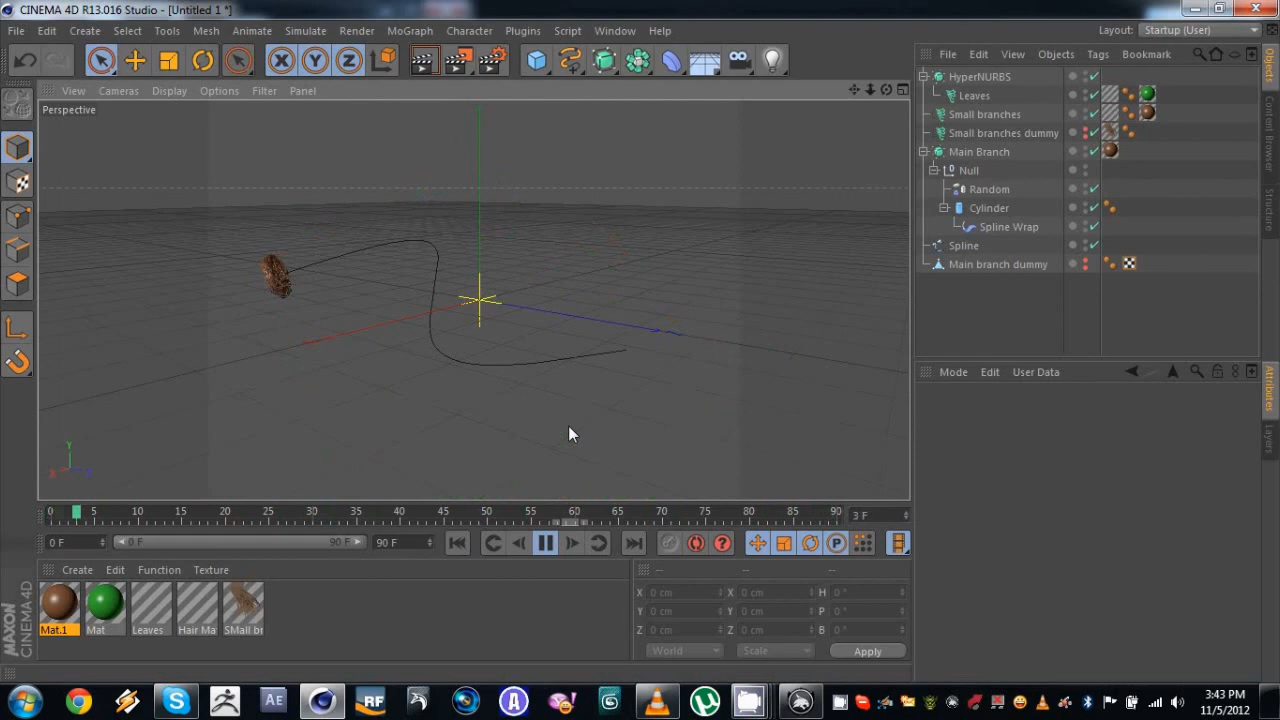 CINEMA 4D R13.016 Studio - [Untitled 1 *]
File Edit Create Select Tools Mesh Animate Simulate Render MoGraph Character Plugins Script Window Help
Layout: Startup (User)
X Y Z
View Cameras Display Options Filter Panel
Perspective
Y
X
File Edit View Objects Tags Bookmark
HyperNURBS
Leaves
Small branches
Small branches dummy
Main Branch
Null
Random
Cylinder
Spline Wrap
Spline
Main branch dummy
Objects
Content Browser
Structure
Mode Edit User Data
Attributes
Layers
0 5 10 15 20 25 30 35 40 45 50 55 60 65 70 75 80 85 90
3 F
0 F
0 F
90 F
90 F
P
Create Edit Function Texture
Mat.1
Mat
Leaves
Hair Ma
SMall br
MAXON
CINEMA 4D
-- -- --
X 0 cm X 0 cm H 0 °
Y 0 cm Y 0 cm P 0 °
Z 0 cm Z 0 cm B 0 °
World Scale Apply
Ae
RF
A
3:43 PM
11/5/2012